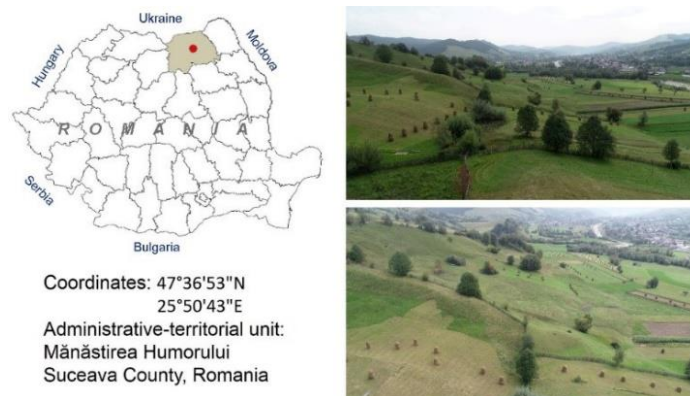 Ukraine
Hungary
Moldova
ROMANIA
Serbia
Bulgaria
Coordinates: 47°36'53"N
25°50'43"E
Administrative-territorial unit:
Mănăstirea Humorului
Suceava County, Romania